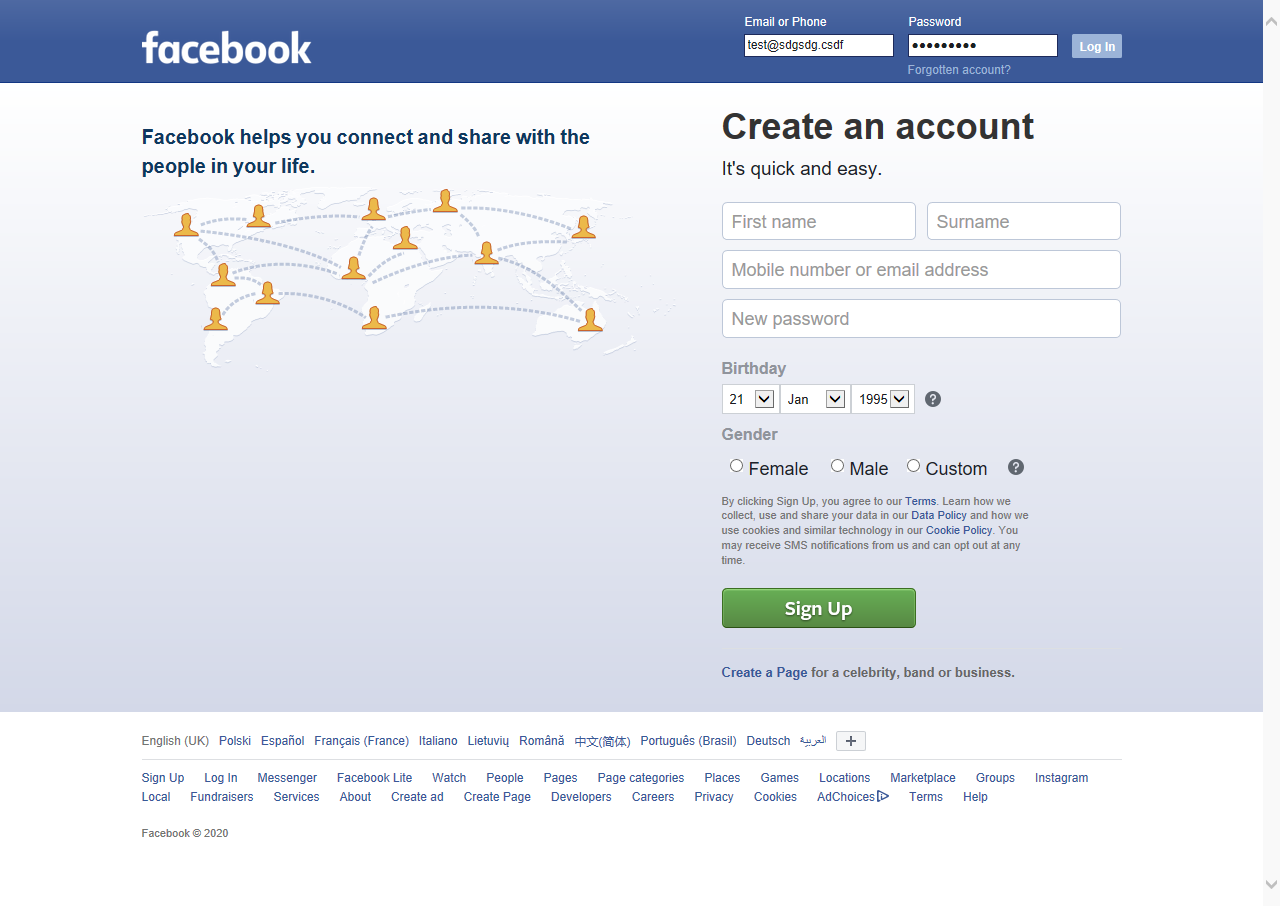 facebook
Email or Phone
Password
test@sdgsdg.csdf
●●●●●●●●●
Log In
Forgotten account?
Facebook helps you connect and share with the
people in your life.
Create an account
It's quick and easy.
First name
Surname
Mobile number or email address
New password
Birthday
21
Jan
1995
?
Gender
Female
Male
Custom
?
By clicking Sign Up, you agree to our Terms. Learn how we
collect, use and share your data in our Data Policy and how we
use cookies and similar technology in our Cookie Policy. You
may receive SMS notifications from us and can opt out at any
time.
Sign Up
Create a Page for a celebrity, band or business.
English (UK) Polski Español Français (France) Italiano Lietuvių Română 中文(简体) Português (Brasil) Deutsch العربية +
Sign Up Log In Messenger Facebook Lite Watch People Pages Page categories Places Games Locations Marketplace Groups Instagram
Local Fundraisers Services About Create ad Create Page Developers Careers Privacy Cookies AdChoices Terms Help
Facebook © 2020